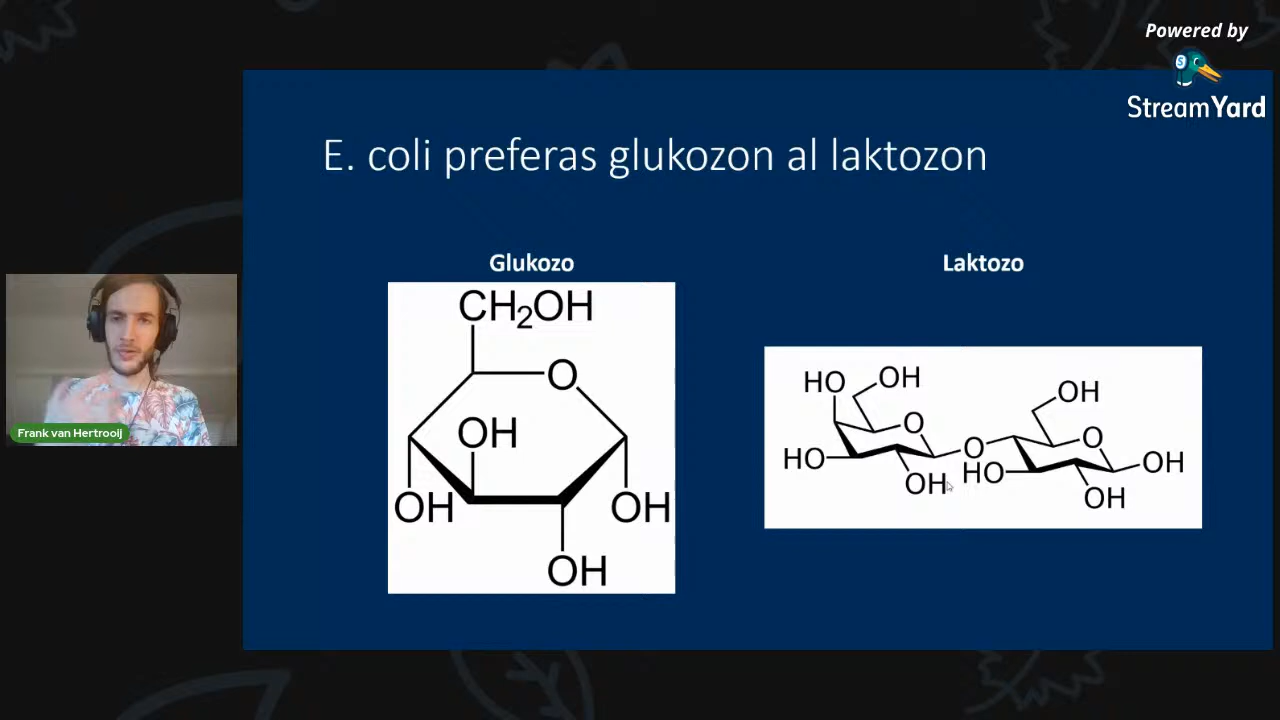 Powered by
StreamYard
E. coli preferas glukozon al laktozon
Glukozo
Laktozo
CH2OH
O
OH
OH
OH
OH
HO
OH
O
HO
OH
O
OH
O
HO
OH
OH
Frank van Hertrooij